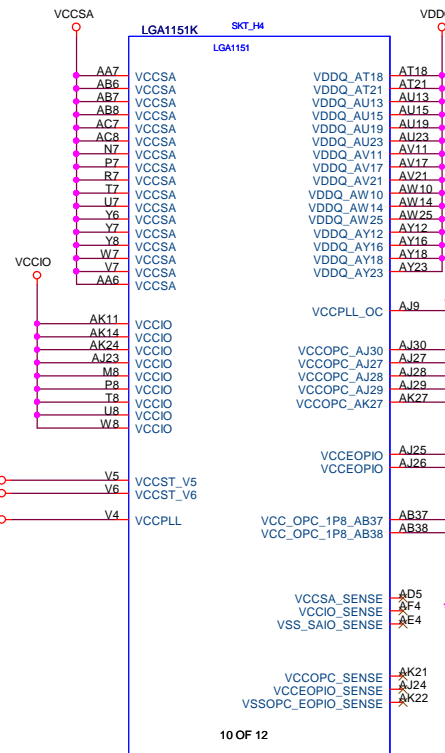 VCCSA
VDD
LGA1151K
SKT_H4
LGA1151
AA7 VCCSA VDDQ_AT18 AT18
AB6 VCCSA VDDQ_AT21 AT21
AB7 VCCSA VDDQ_AU13 AU13
AB8 VCCSA VDDQ_AU15 AU15
AC7 VCCSA VDDQ_AU19 AU19
AC8 VCCSA VDDQ_AU23 AU23
N7 VCCSA VDDQ_AV11 AV11
P7 VCCSA VDDQ_AV17 AV17
R7 VCCSA VDDQ_AV21 AV21
T7 VCCSA VDDQ_AW10 AW10
U7 VCCSA VDDQ_AW14 AW14
Y6 VCCSA VDDQ_AW25 AW25
Y7 VCCSA VDDQ_AY12 AY12
Y8 VCCSA VDDQ_AY16 AY16
W7 VCCSA VDDQ_AY18 AY18
V7 VCCSA VDDQ_AY23 AY23
AA6 VCCSA
VCCIO
VCCPLL_OC AJ9
AK11 VCCIO
AK14 VCCIO
AK24 VCCIO VCCOPC_AJ30 AJ30
AJ23 VCCIO VCCOPC_AJ27 AJ27
M8 VCCIO VCCOPC_AJ28 AJ28
P8 VCCIO VCCOPC_AJ29 AJ29
T8 VCCIO VCCOPC_AK27 AK27
U8 VCCIO
W8 VCCIO
VCCEOPIO AJ25
VCCEOPIO AJ26
V5 VCCST_V5
V6 VCCST_V6
V4 VCCPLL VCC_OPC_1P8_AB37 AB37
VCC_OPC_1P8_AB38 AB38
VCCSA_SENSE AD5
VCCIO_SENSE AF4
VSS_SAIO_SENSE AE4
VCCOPC_SENSE AK21
VCCEOPIO_SENSE AJ24
VSSOPC_EOPIO_SENSE AK22
10 OF 12